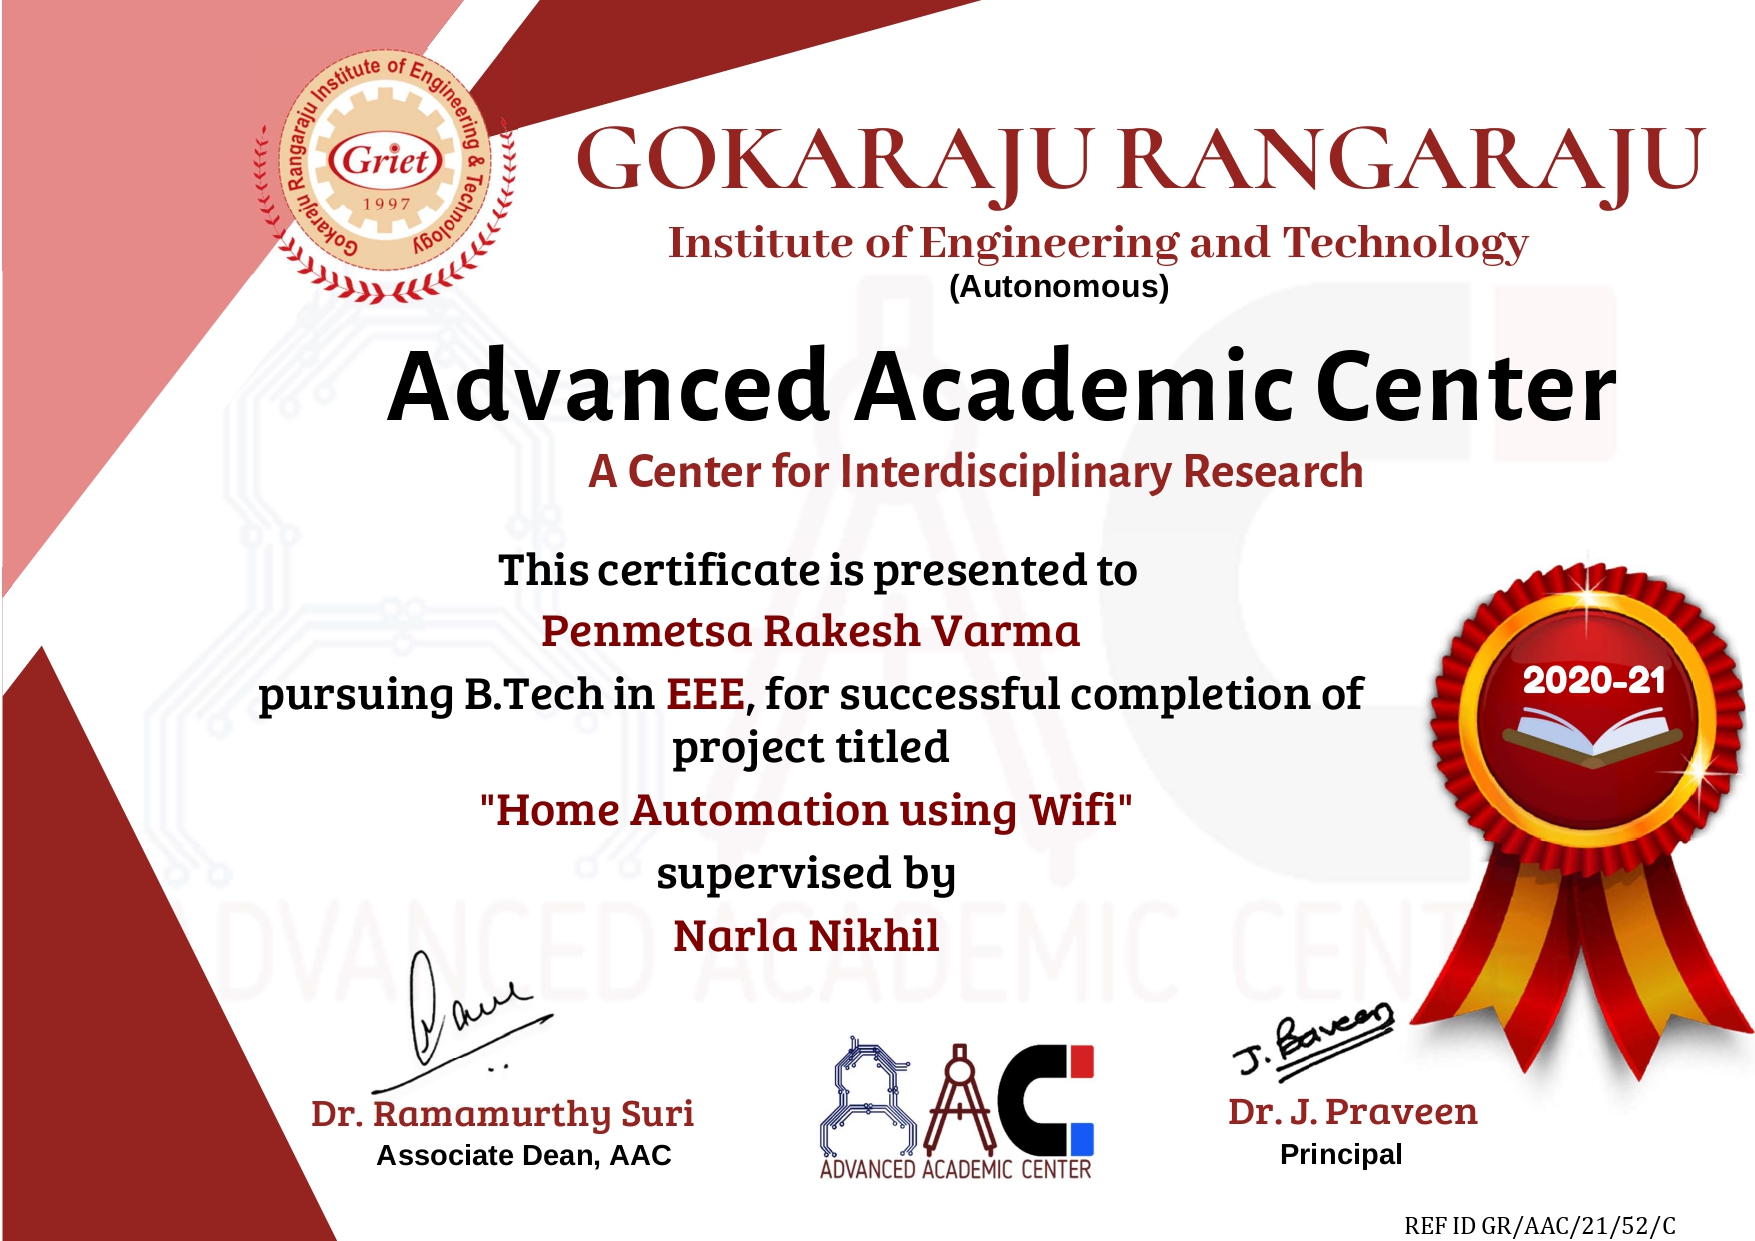 Gokaraju Rangaraju Institute of Engineering & Technology
Griet
1997
GOKARAJU RANGARAJU
Institute of Engineering and Technology
(Autonomous)
Advanced Academic Center
A Center for Interdisciplinary Research
This certificate is presented to
Penmetsa Rakesh Varma
pursuing B.Tech in EEE, for successful completion of
project titled
"Home Automation using Wifi"
supervised by
Narla Nikhil
2020-21
ADVANCED ACADEMIC CENTER
J. Praveen
Dr. Ramamurthy Suri
Associate Dean, AAC
AAC
ADVANCED ACADEMIC CENTER
Dr. J. Praveen
Principal
REF ID GR/AAC/21/52/C